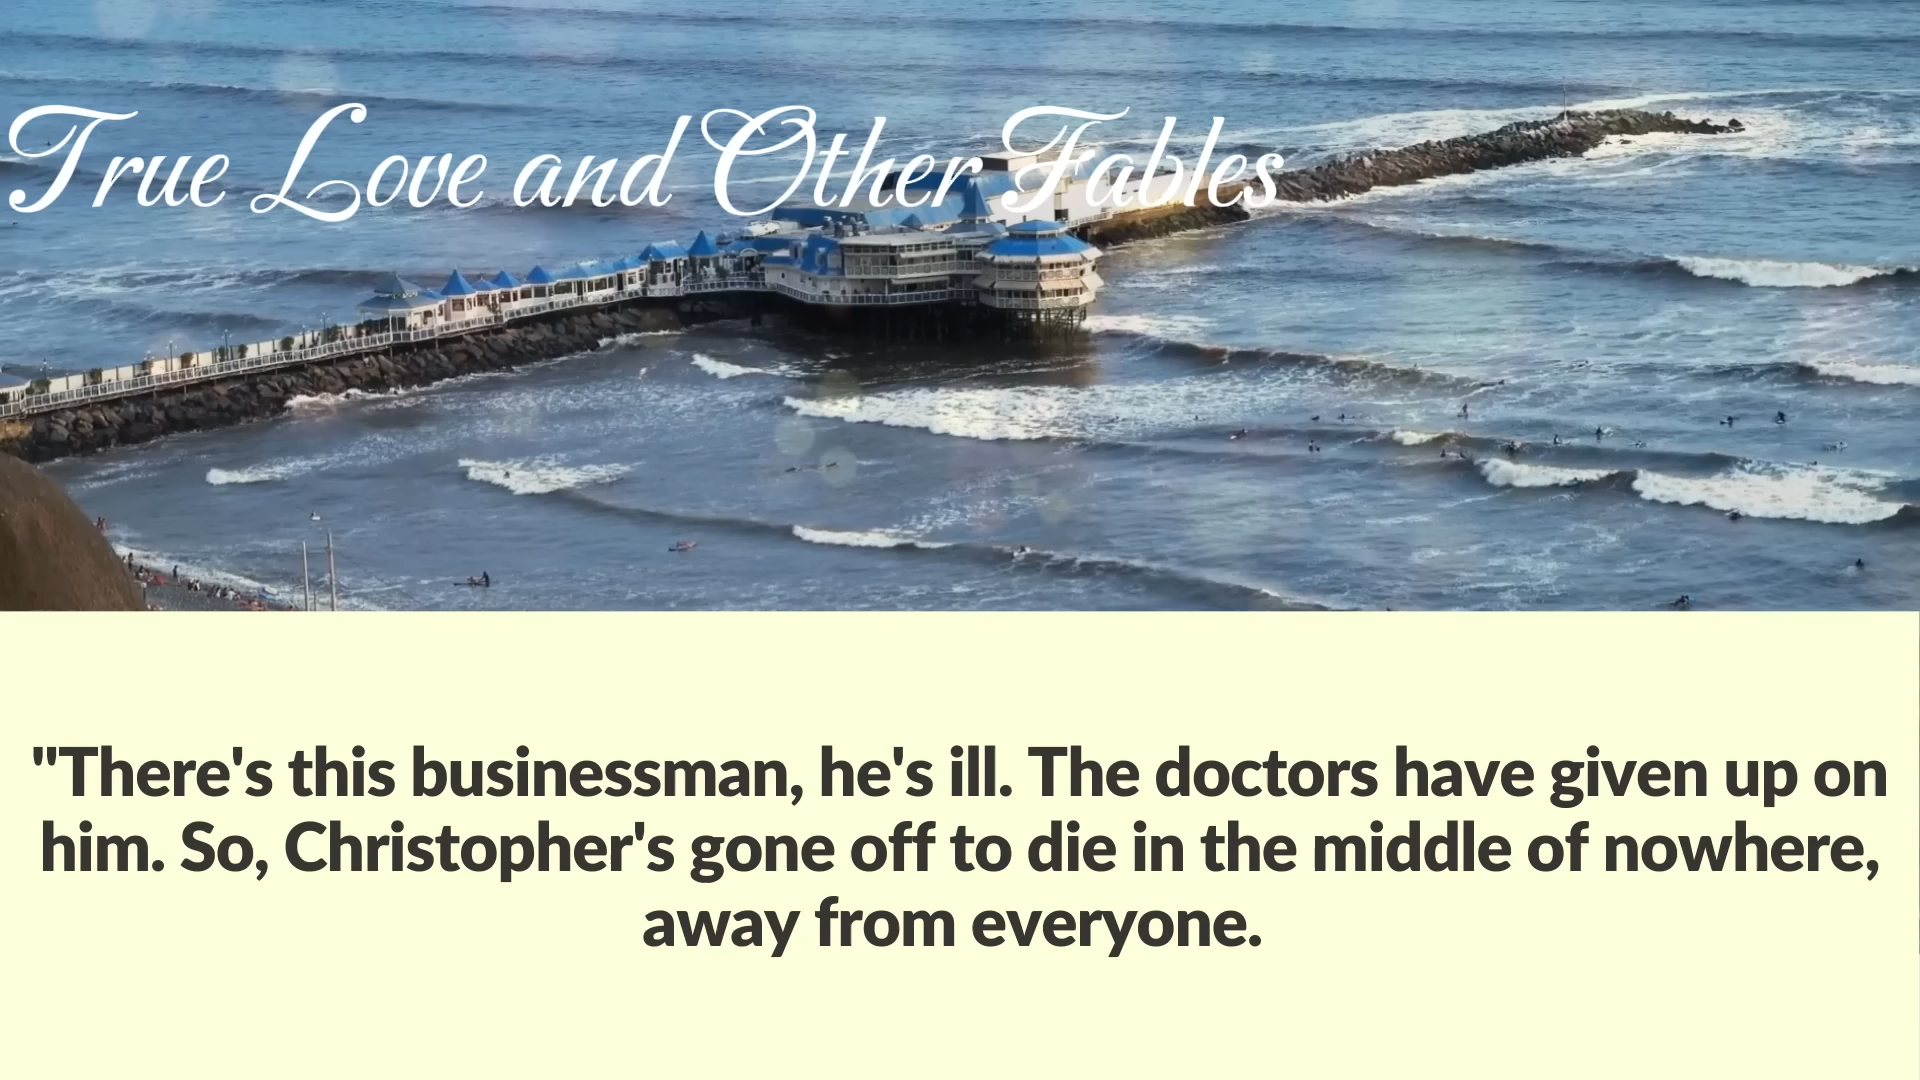 True Love and Other Fables
"There's this businessman, he's ill. The doctors have given up on
him. So, Christopher's gone off to die in the middle of nowhere,
away from everyone.